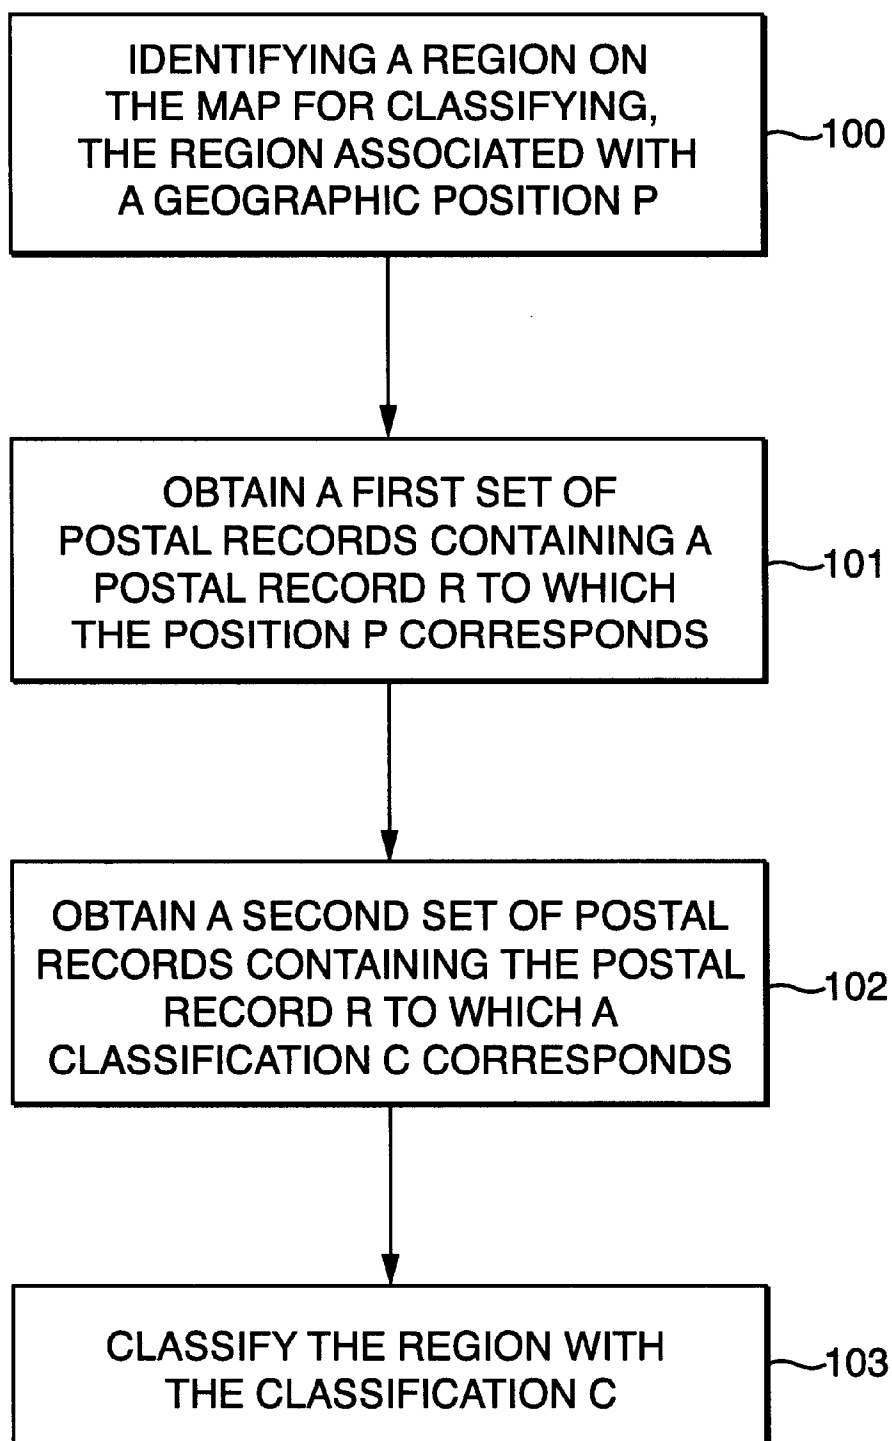 IDENTIFYING A REGION ON
THE MAP FOR CLASSIFYING,
THE REGION ASSOCIATED WITH
A GEOGRAPHIC POSITION P
100
OBTAIN A FIRST SET OF
POSTAL RECORDS CONTAINING A
POSTAL RECORD R TO WHICH
THE POSITION P CORRESPONDS
101
OBTAIN A SECOND SET OF POSTAL
RECORDS CONTAINING THE POSTAL
RECORD R TO WHICH A
CLASSIFICATION C CORRESPONDS
102
CLASSIFY THE REGION WITH
THE CLASSIFICATION C
103